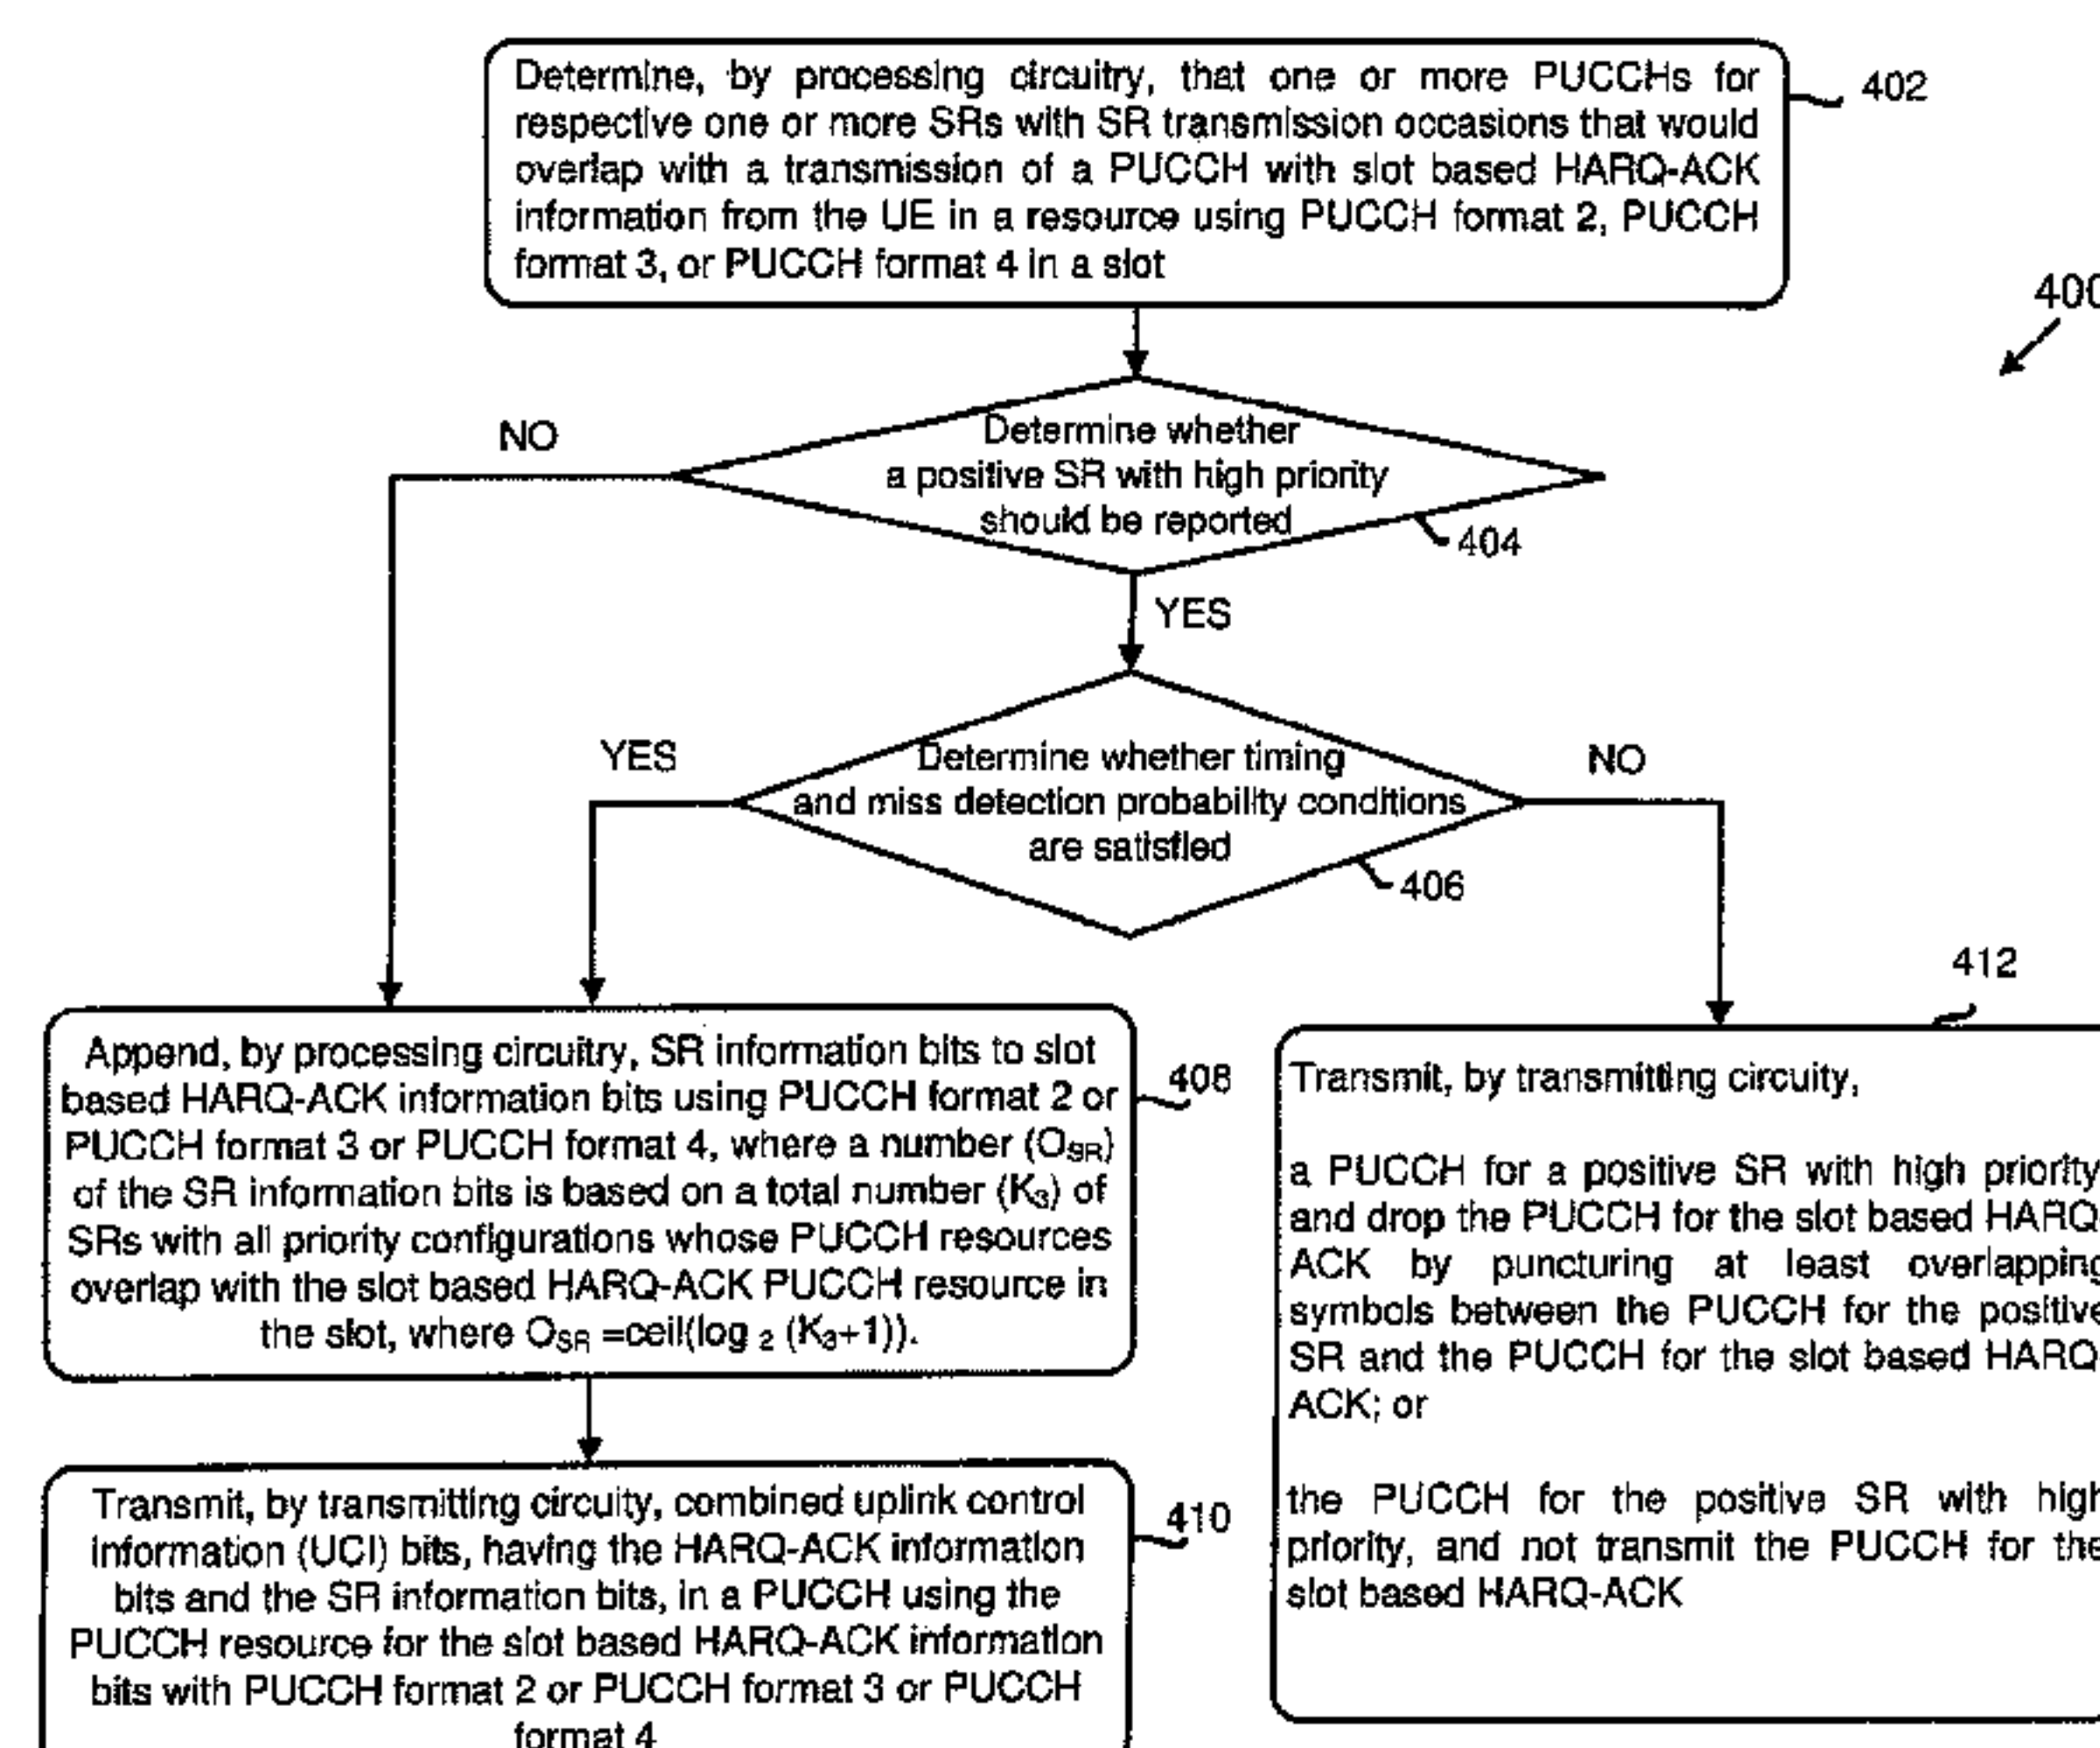 Determine, by processing circuitry, that one or more PUCCHs for
respective one or more SRs with SR transmission occasions that would
overlap with a transmission of a PUCCH with slot based HARQ-ACK
information from the UE in a resource using PUCCH format 2, PUCCH
format 3, or PUCCH format 4 in a slot
402
400
Determine whether
a positive SR with high priority
should be reported
404
NO
YES
Determine whether timing
and miss detection probability conditions
are satisfied
406
YES
NO
Append, by processing circuitry, SR information bits to slot
based HARQ-ACK information bits using PUCCH format 2 or
PUCCH format 3 or PUCCH format 4, where a number (O_SR)
of the SR information bits is based on a total number (K_3) of
SRs with all priority configurations whose PUCCH resources
overlap with the slot based HARQ-ACK PUCCH resource in
the slot, where O_SR =ceil(log _2 (K_3+1)).
408
Transmit, by transmitting circuity, combined uplink control
information (UCI) bits, having the HARQ-ACK information
bits and the SR information bits, in a PUCCH using the
PUCCH resource for the slot based HARQ-ACK information
bits with PUCCH format 2 or PUCCH format 3 or PUCCH
format 4
410
412
Transmit, by transmitting circuity,
a PUCCH for a positive SR with high priority
and drop the PUCCH for the slot based HARQ
ACK by puncturing at least overlapping
symbols between the PUCCH for the positive
SR and the PUCCH for the slot based HARQ
ACK; or
the PUCCH for the positive SR with high
priority, and not transmit the PUCCH for the
slot based HARQ-ACK